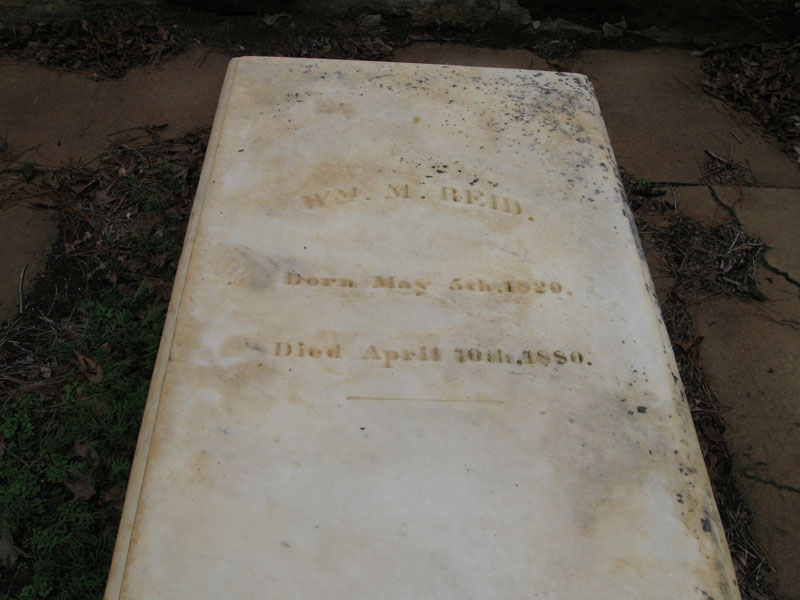 WM. M. REID.
Born May 5th, 1820.
Died April 10th, 1880.